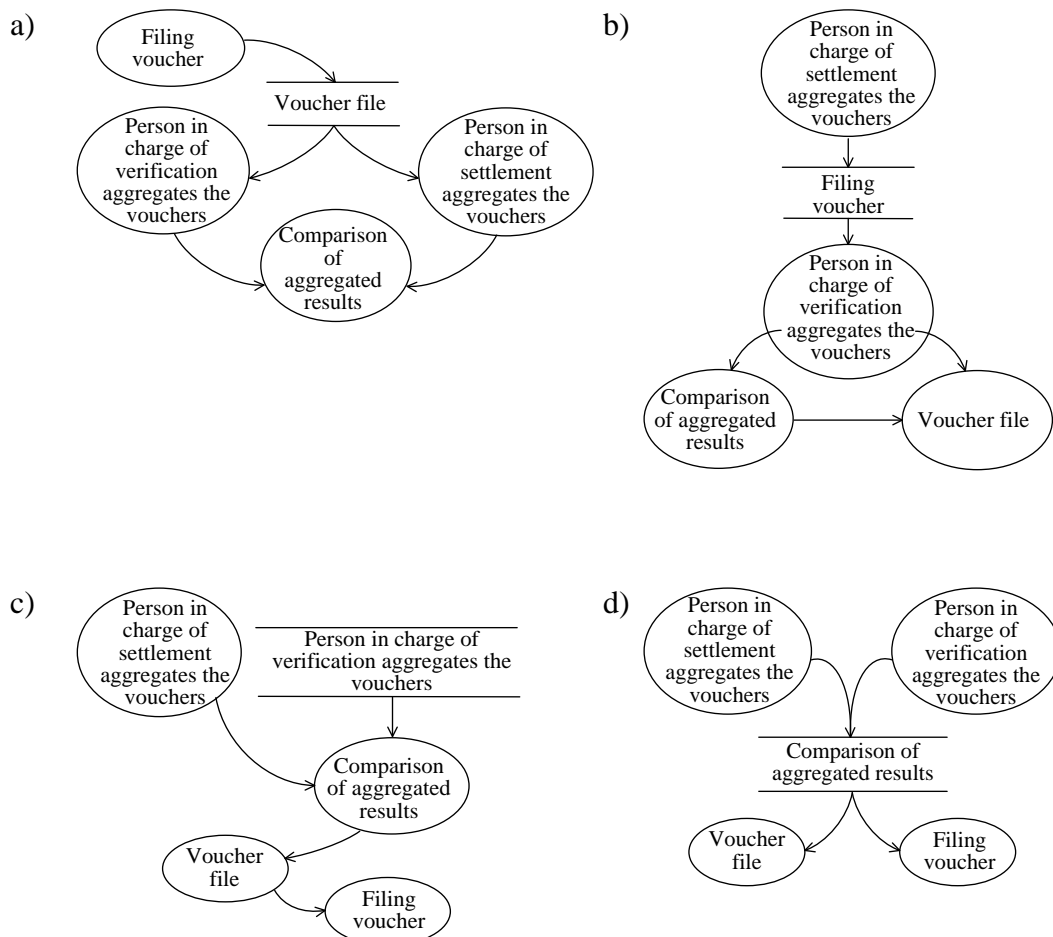 a)
Filing
voucher
Voucher file
Person in
charge of
verification
aggregates the
vouchers
Person in
charge of
settlement
aggregates the
vouchers
Comparison
of
aggregated
results
b)
Person in
charge of
settlement
aggregates the
vouchers
Filing
voucher
Person in
charge of
verification
aggregates the
vouchers
Comparison
of aggregated
results
Voucher file
c)
Person in
charge of
settlement
aggregates the
vouchers
Person in charge of
verification aggregates the
vouchers
Comparison
of aggregated
results
Voucher
file
Filing
voucher
d)
Person in
charge of
settlement
aggregates the
vouchers
Person in
charge of
verification
aggregates the
vouchers
Comparison of
aggregated results
Voucher
file
Filing
voucher